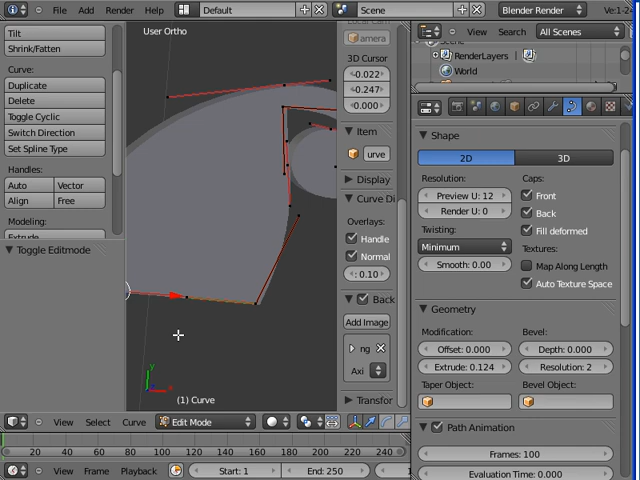 File
Add
Render
Help
Default
Scene
Blender Render
Ve:1-2
Tilt
Shrink/Fatten
Curve:
Duplicate
Delete
Toggle Cyclic
Switch Direction
Set Spline Type
Handles:
Auto
Vector
Align
Free
Modeling:
Toggle Editmode
User Ortho
(1) Curve
y
x
amera
3D Cursor
-0.022
-0.247
-0.000
Item
urve
Display
Curve Di
Overlays:
Handle
Normal
: 0.10
Back
Add Image
ng
Axi
Transfor
View
Search
All Scenes
RenderLayers
World
Shape
2D
3D
Resolution:
Preview U: 12
Render U: 0
Twisting:
Minimum
Smooth: 0.00
Caps:
Front
Back
Fill deformed
Textures:
Map Along Length
Auto Texture Space
Geometry
Modification:
Offset: 0.000
Extrude: 0.124
Bevel:
Depth: 0.000
Resolution: 2
Taper Object:
Bevel Object:
Path Animation
Frames: 100
Evaluation Time: 0.000
View
Select
Curve
Edit Mode
20 40 60 80 100 120 140 160 180 200 220 240
View
Frame
Playback
Start: 1
End: 250